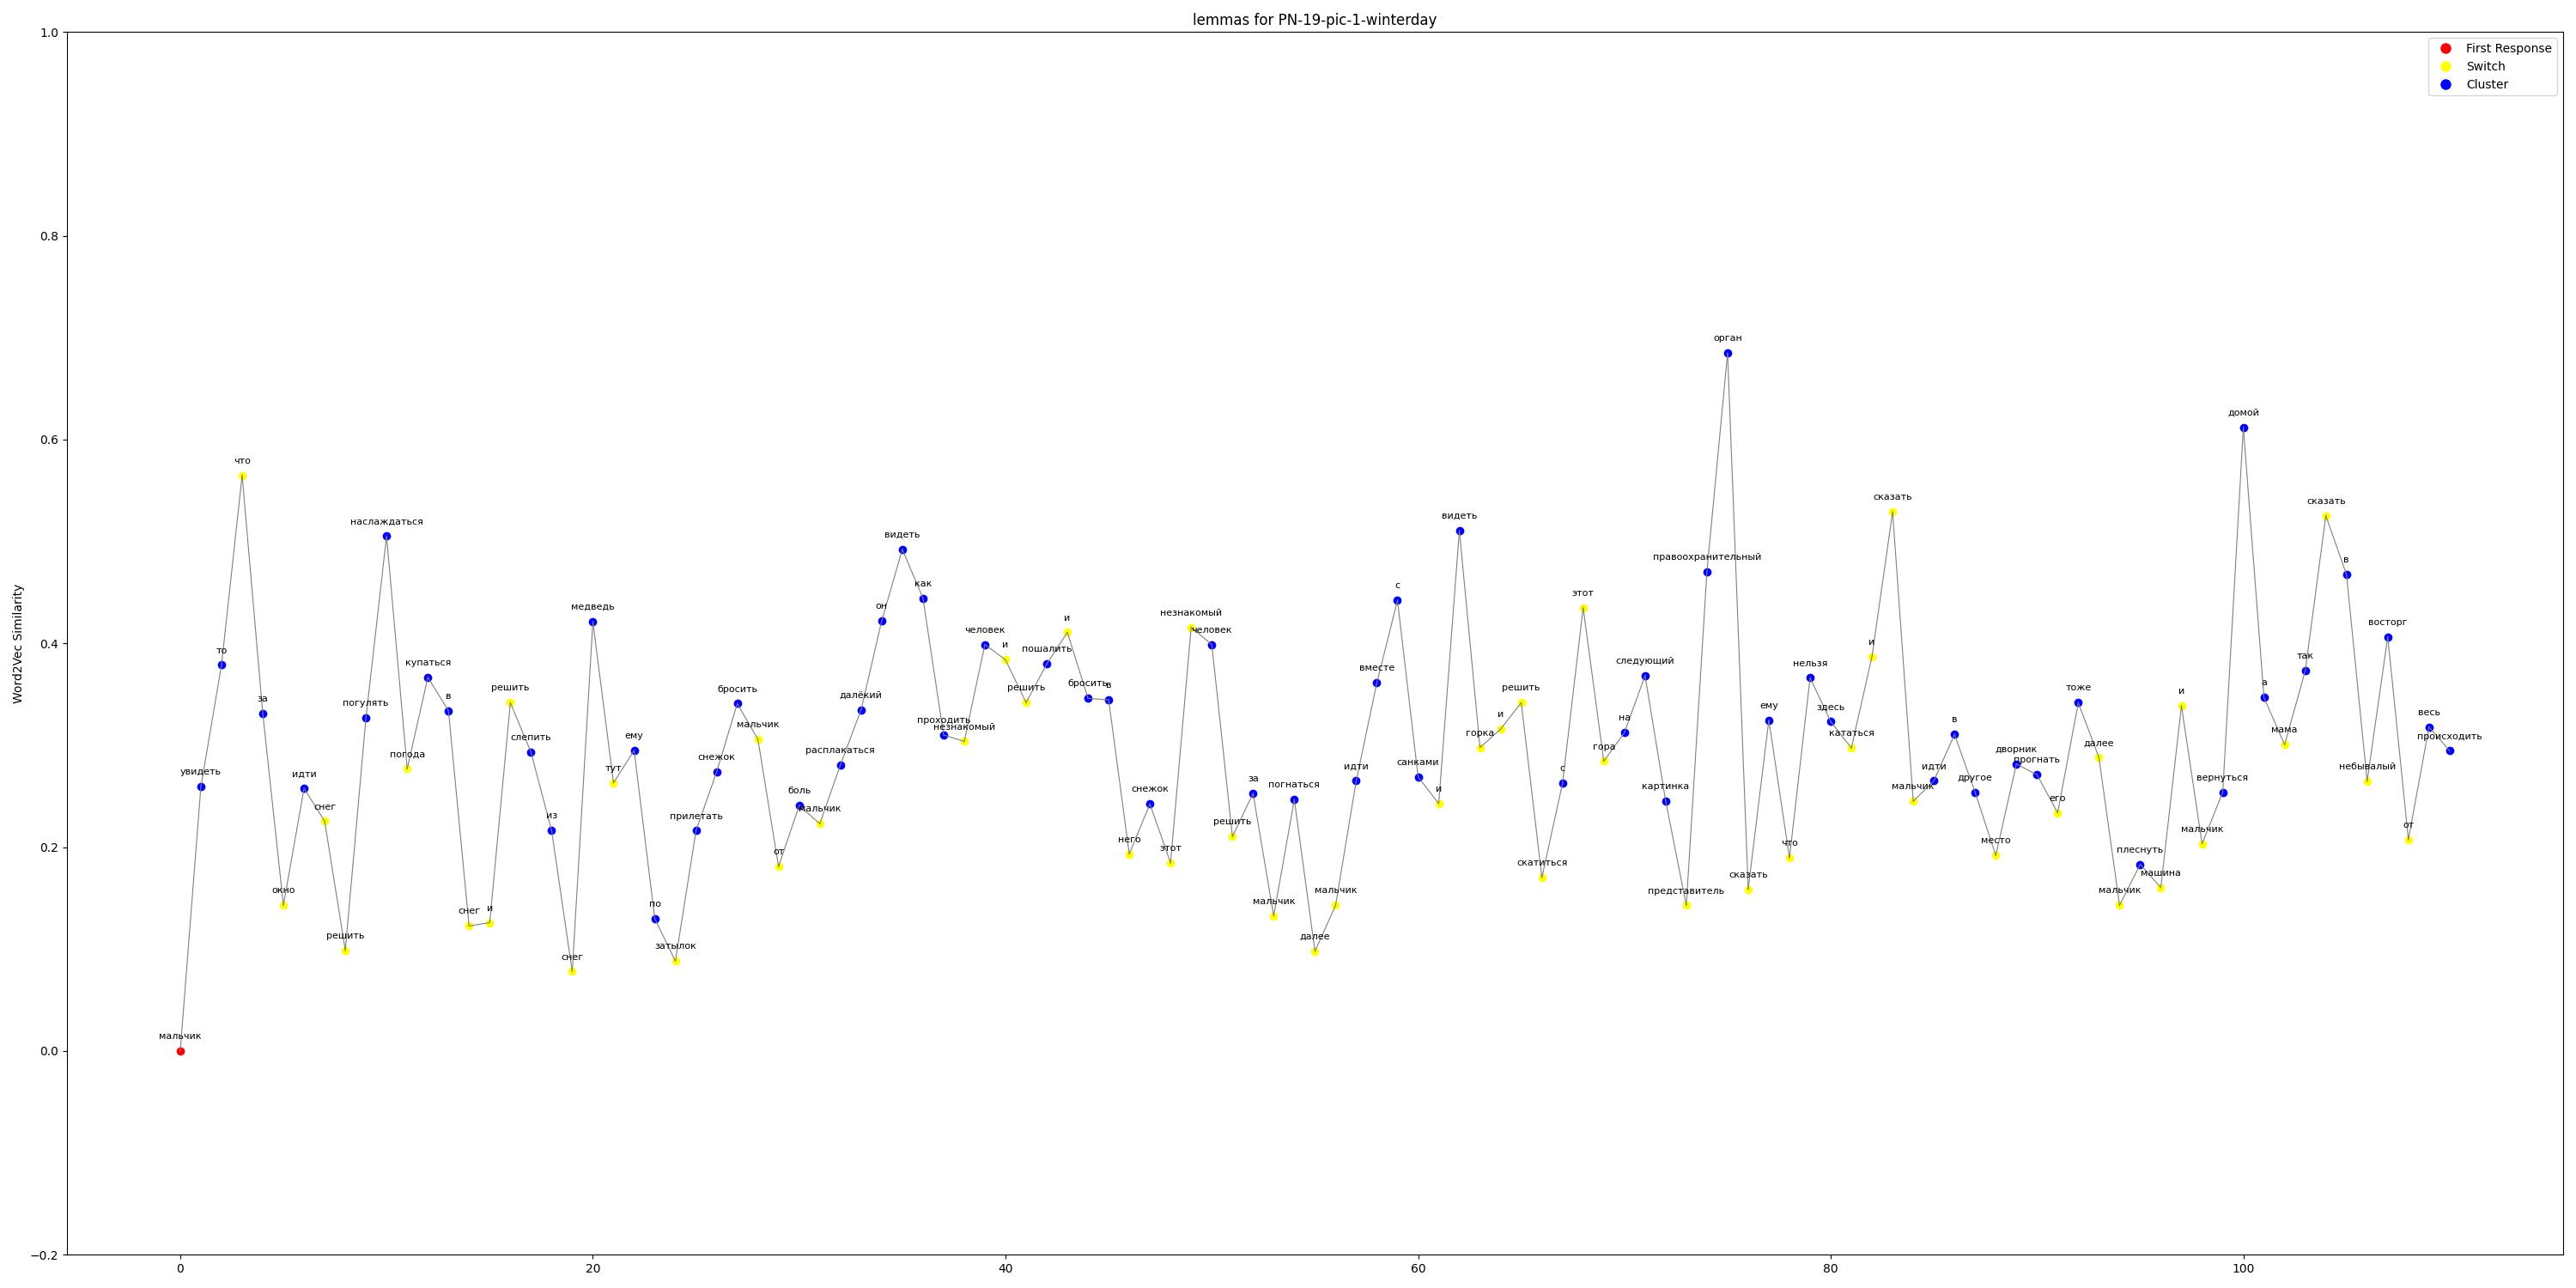 lemmas for PN-19-pic-1-winterday
First Response
Switch
Cluster
Word2Vec Similarity
1.0
0.8
0.6
0.4
0.2
0.0
−0.2
мальчик
увидеть
то
что
за
окно
идти
снег
решить
погулять
наслаждаться
погода
купаться
в
снег
и
решить
слепить
из
снег
медведь
тут
ему
по
затылок
прилетать
снежок
бросить
мальчик
от
боль
мальчик
расплакаться
далёкий
он
видеть
как
проходить
незнакомый
человек
и
решить
пошалить
и
бросить
в
него
снежок
этот
незнакомый
человек
решить
за
мальчик
погнаться
далее
мальчик
идти
вместе
с
санками
и
видеть
горка
и
решить
скатиться
с
этот
гора
на
следующий
картинка
представитель
правоохранительный
орган
сказать
ему
что
нельзя
здесь
кататься
и
сказать
мальчик
идти
в
другое
место
дворник
прогнать
его
тоже
далее
мальчик
плеснуть
машина
и
мальчик
вернуться
домой
а
мама
так
сказать
в
небывалый
восторг
от
весь
происходить
0
20
40
60
80
100